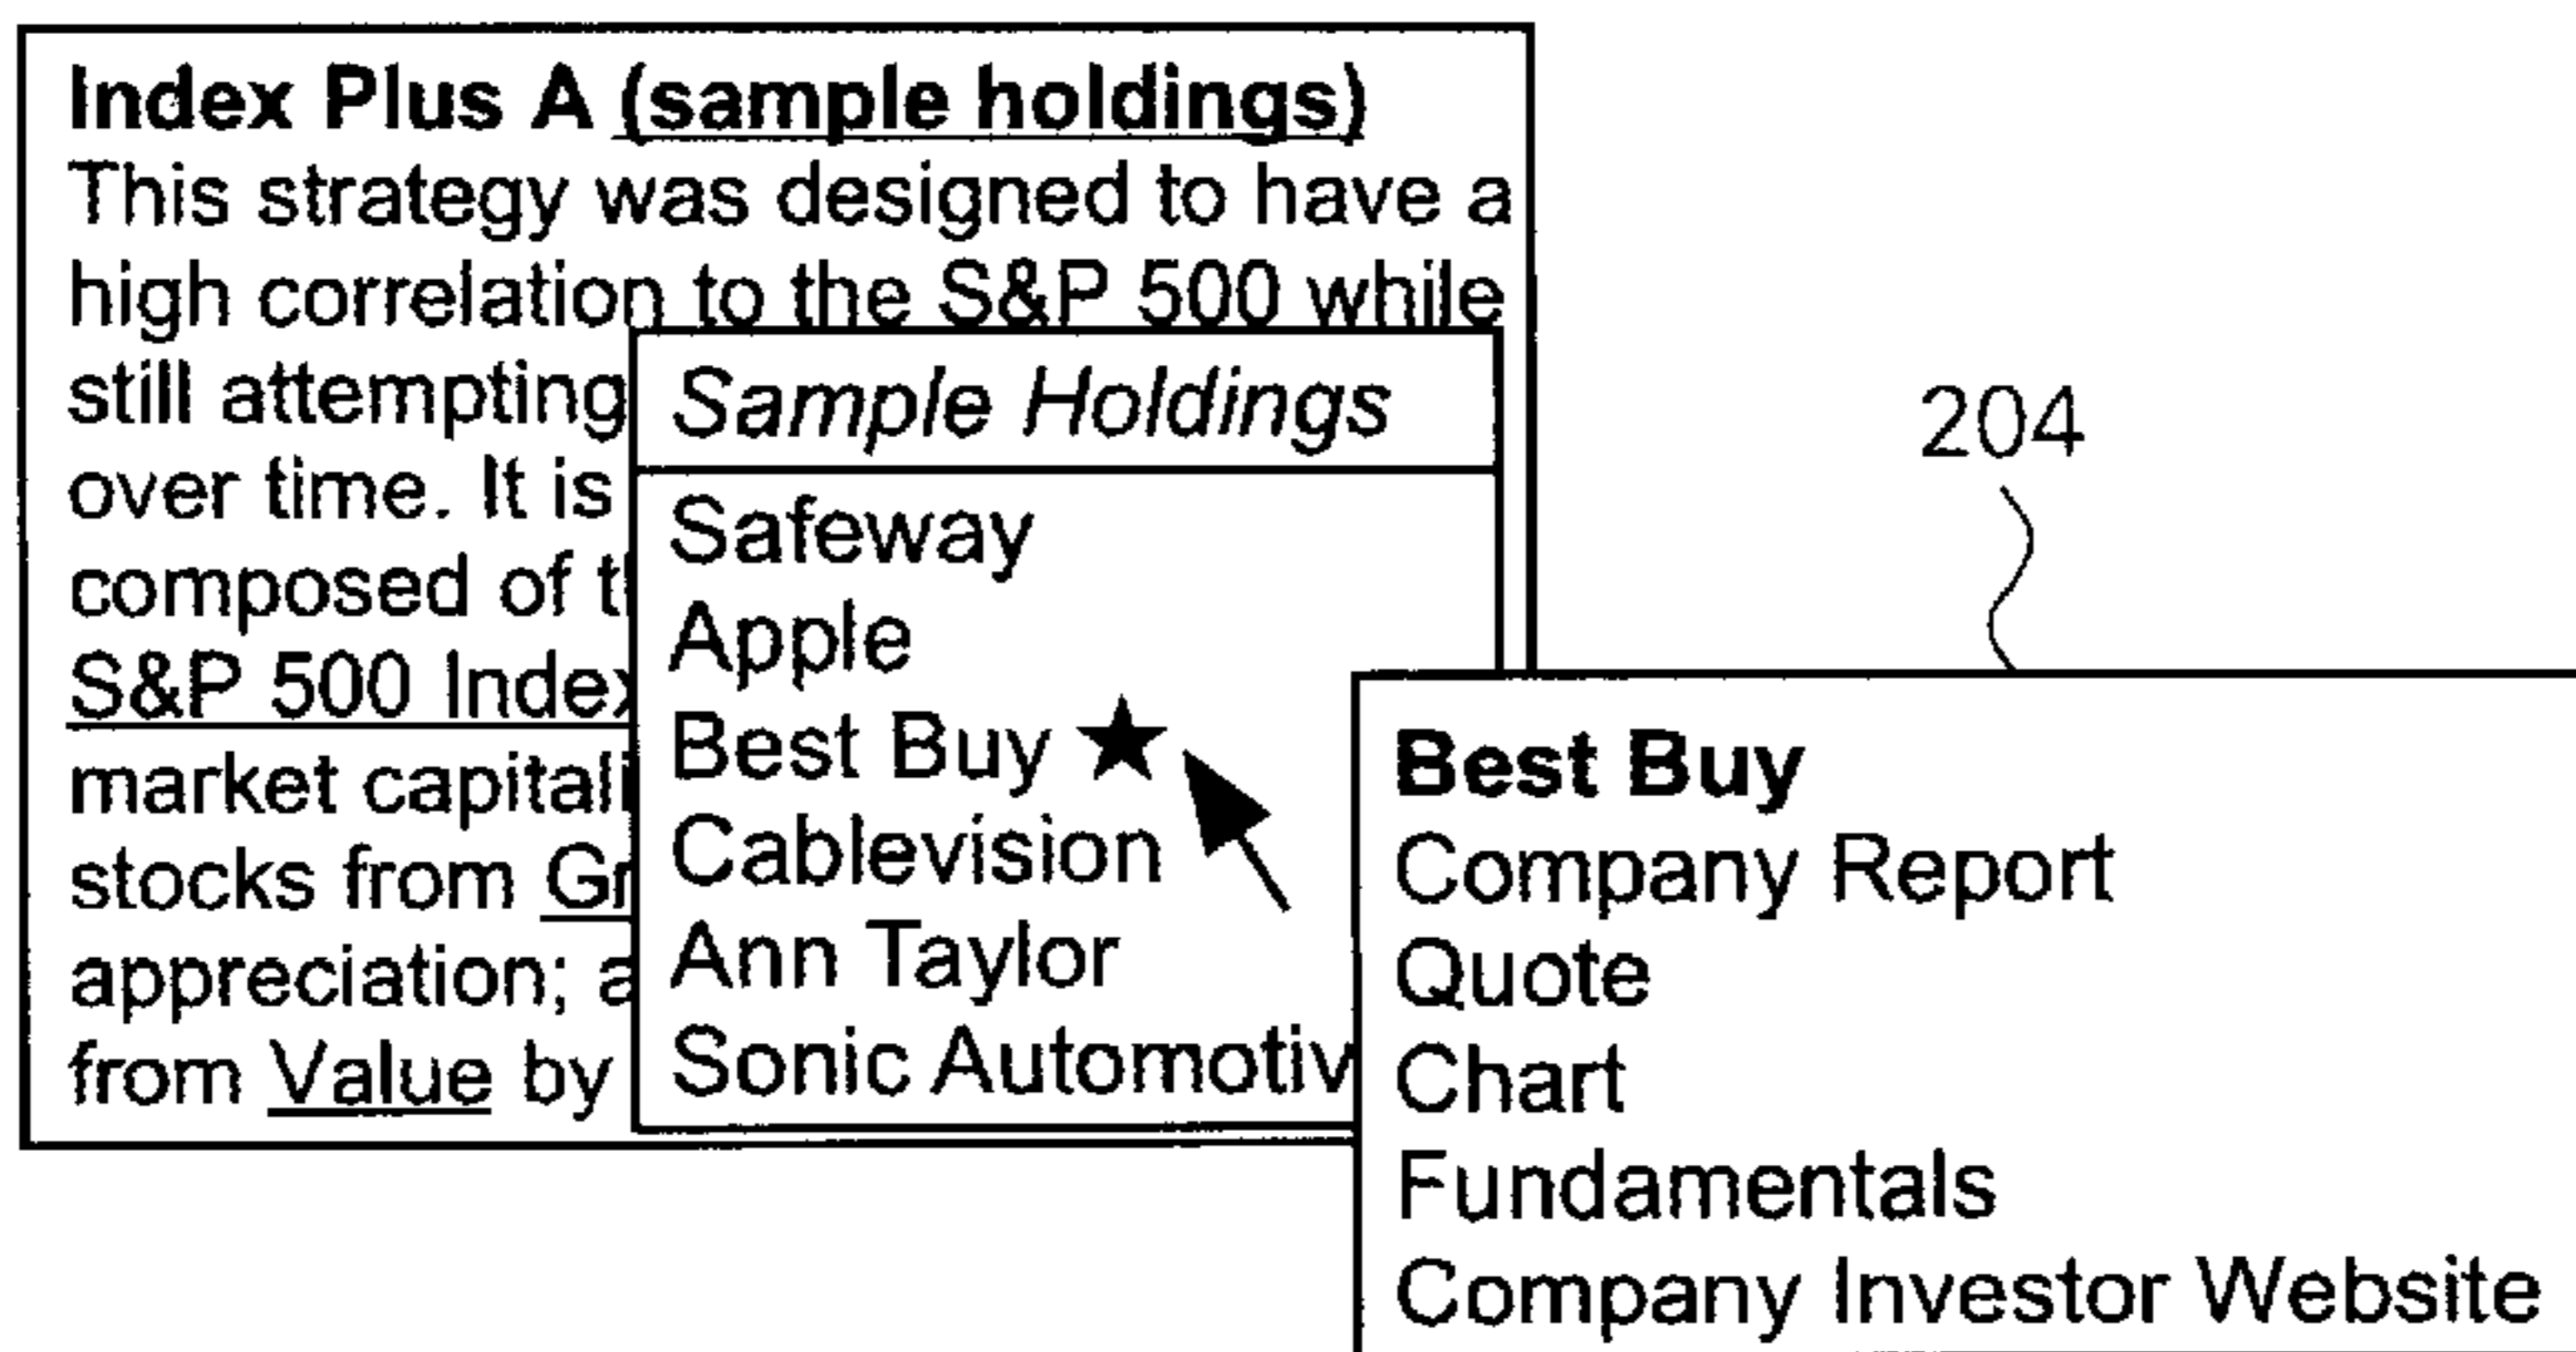 Index Plus A (sample holdings)
This strategy was designed to have a
high correlation to the S&P 500 while
still attempting
over time. It is
composed of
S&P 500 Index
market
stocks from
appreciation;
from Value by
Sample Holdings
Safeway
Apple
Best Buy ★
Cablevision
Ann Taylor
Sonic Automotiv
204
Best Buy
Company Report
Quote
Chart
Fundamentals
Company Investor Website